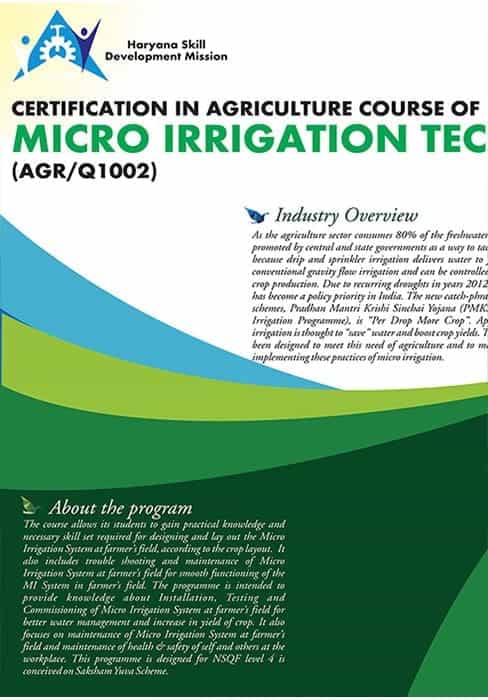 Haryana Skill
Development Mission
CERTIFICATION IN AGRICULTURE COURSE OF
MICRO IRRIGATION TEC
(AGR/Q1002)
Industry Overview
As the agriculture sector consumes 80% of the freshwater
promoted by central and state governments as a way to tac
because drip and sprinkler irrigation delivers water to
conventional gravity flow irrigation and can be controlled
crop production. Due to recurring droughts in years 2012
has become a policy priority in India. The new catch-phra
schemes, Pradhan Mantri Krishi Sinchai Yojana (PMKS
Irrigation Programme), is "Per Drop More Crop". Ap
irrigation is thought to "save" water and boost crop yields. T
been designed to meet this need of agriculture and to ma
implementing these practices of micro irrigation.
About the program
The course allows its students to gain practical knowledge and
necessary skill set required for designing and lay out the Micro
Irrigation System at farmer's field, according to the crop layout. It
also includes trouble shooting and maintenance of Micro
Irrigation System at farmer's field for smooth functioning of the
MI System in farmer's field. The programme is intended to
provide knowledge about Installation, Testing and
Commissioning of Micro Irrigation System at farmer's field for
better water management and increase in yield of crop. It also
focuses on maintenance of Micro Irrigation System at farmer's
field and maintenance of health & safety of self and others at the
workplace. This programme is designed for NSQF level 4 is
conceived on Saksham Yuva Scheme.